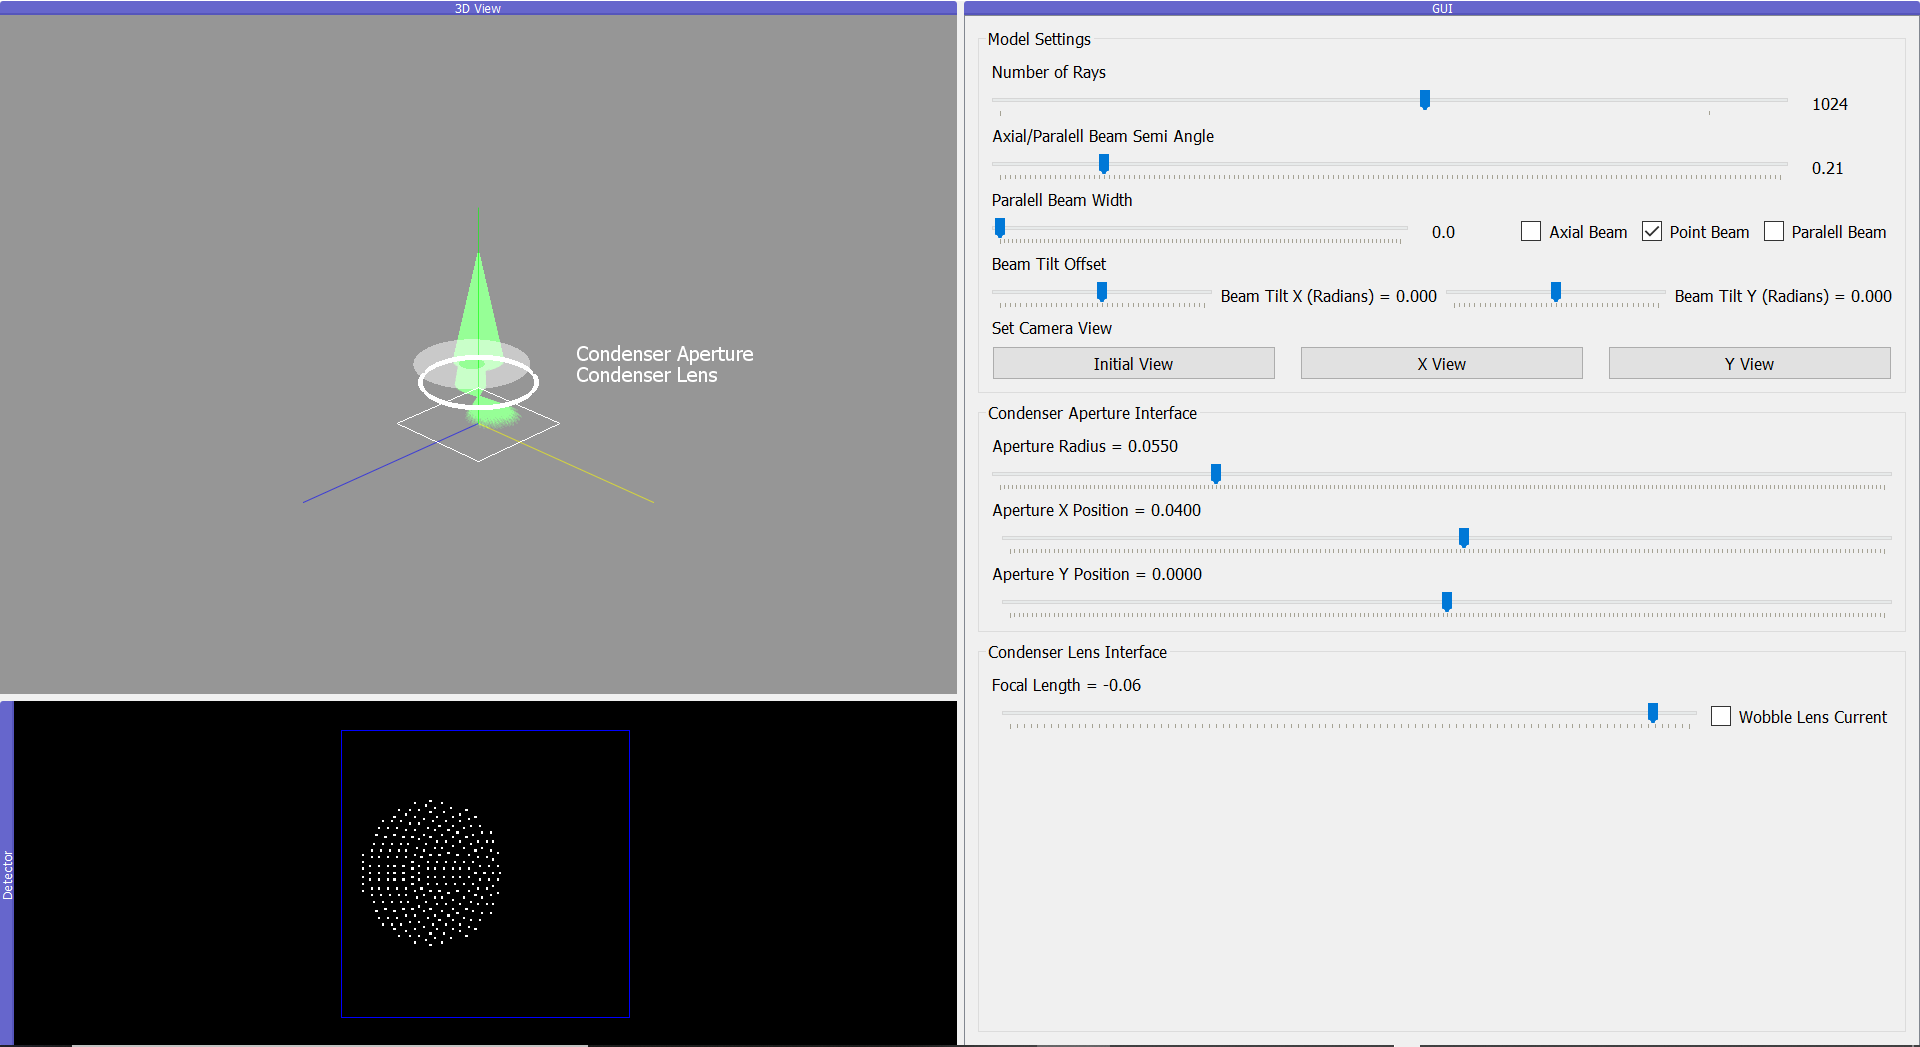 3D View
Condenser Aperture
Condenser Lens
Detector
GUI
Model Settings
Number of Rays
1024
Axial/Paralell Beam Semi Angle
0.21
Paralell Beam Width
0.0 Axial Beam Point Beam Paralell Beam
Beam Tilt Offset
Beam Tilt X (Radians) = 0.000 Beam Tilt Y (Radians) = 0.000
Set Camera View
Initial View X View Y View
Condenser Aperture Interface
Aperture Radius = 0.0550
Aperture X Position = 0.0400
Aperture Y Position = 0.0000
Condenser Lens Interface
Focal Length = -0.06
Wobble Lens Current